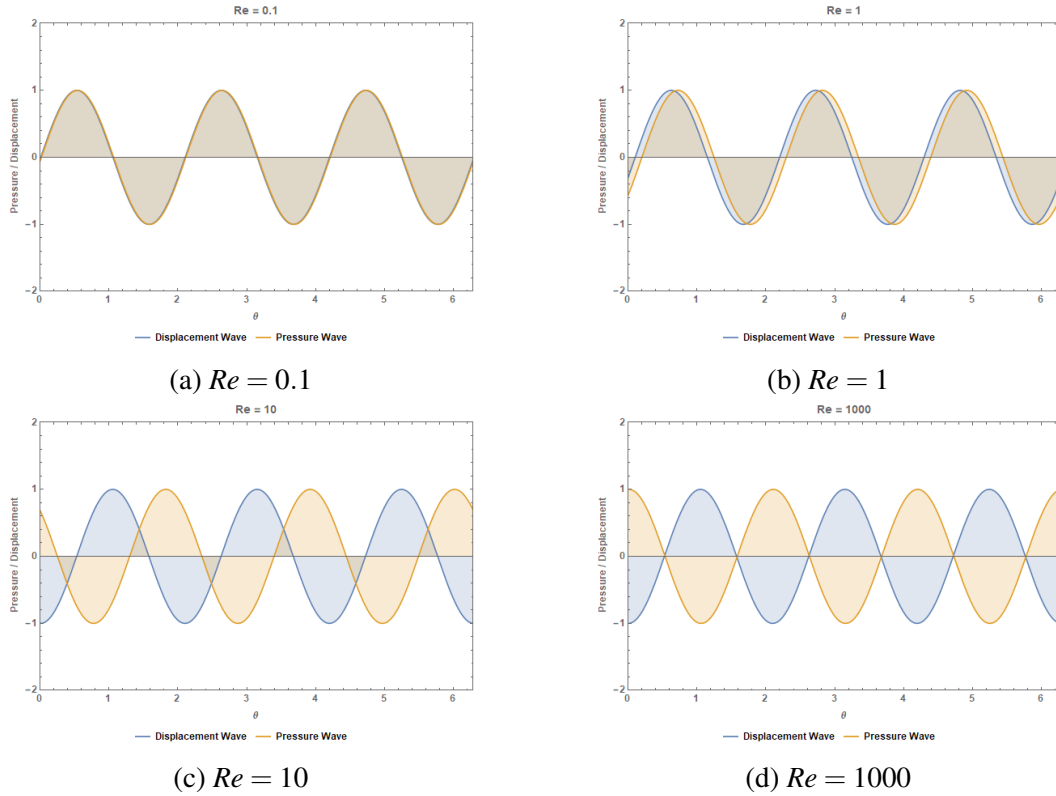 Re = 0.1
2
1
0
−1
−2
Pressure / Displacement
0 1 2 3 4 5 6
θ
Displacement Wave Pressure Wave
(a) Re = 0.1
Re = 1
2
1
0
−1
−2
Pressure / Displacement
0 1 2 3 4 5 6
θ
Displacement Wave Pressure Wave
(b) Re = 1
Re = 10
2
1
0
−1
−2
Pressure / Displacement
0 1 2 3 4 5 6
θ
Displacement Wave Pressure Wave
(c) Re = 10
Re = 1000
2
1
0
−1
−2
Pressure / Displacement
0 1 2 3 4 5 6
θ
Displacement Wave Pressure Wave
(d) Re = 1000